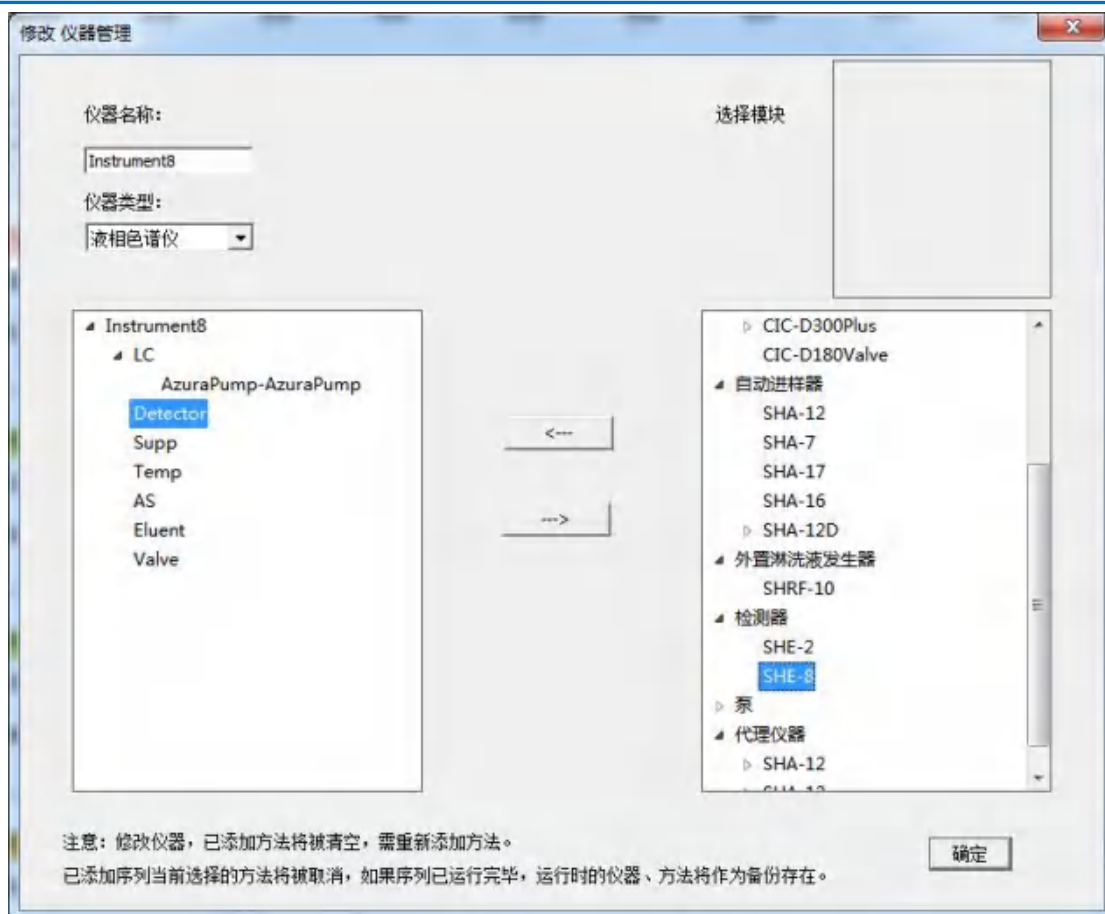 修改 仪器管理
仪器名称：
选择模块
Instrument8
仪器类型：
液相色谱仪
Instrument8
LC
AzuraPump-AzuraPump
Detector
Supp
Temp
AS
Eluent
Valve
<---
--->
CIC-D300Plus
CIC-D180Valve
自动进样器
SHA-12
SHA-7
SHA-17
SHA-16
SHA-12D
外置淋洗液发生器
SHRF-10
检测器
SHE-2
SHE-8
泵
代理仪器
SHA-12
注意：修改仪器，已添加方法将被清空，需重新添加方法。
已添加序列当前选择的方法将被取消，如果序列已运行完毕，运行时的仪器、方法将作为备份存在。
确定